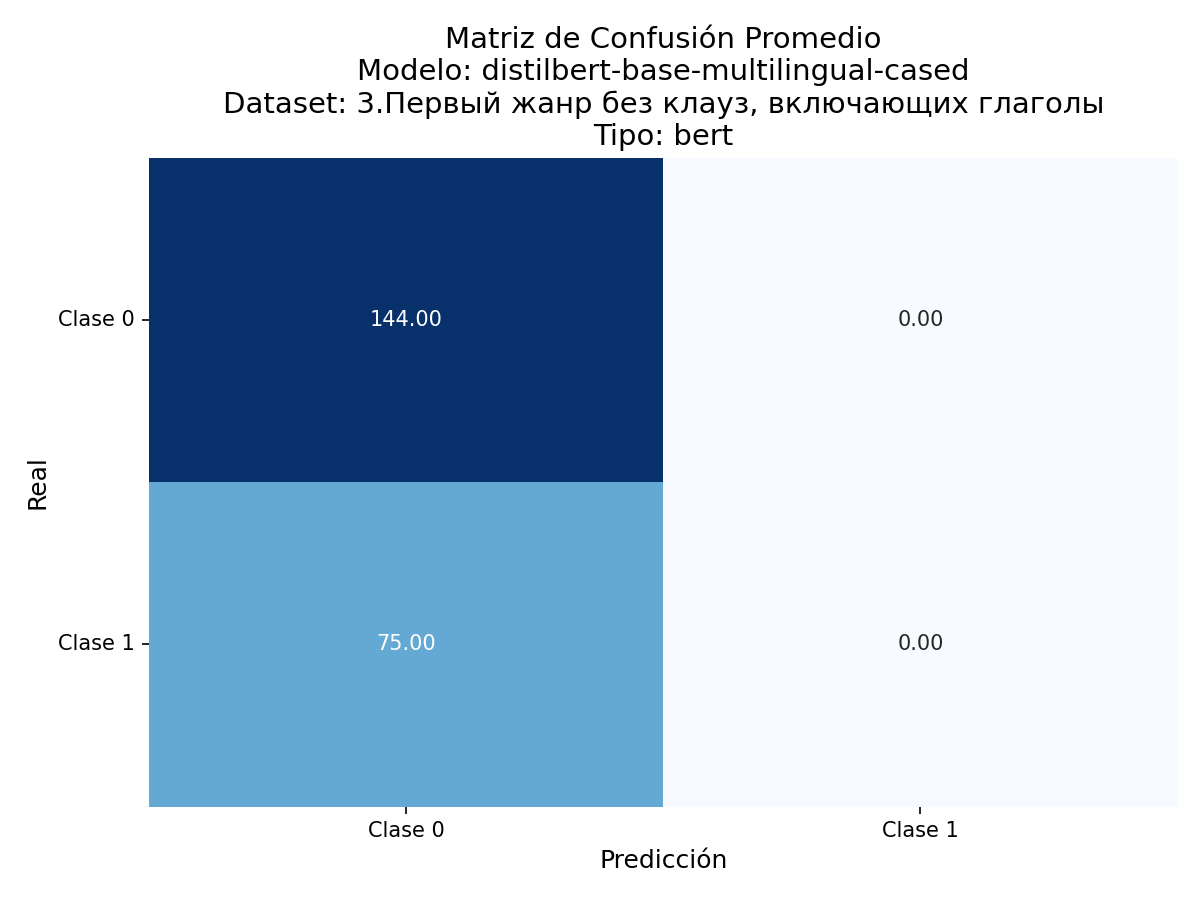 Matriz de Confusión Promedio
Modelo: distilbert-base-multilingual-cased
Dataset: 3.Первый жанр без клауз, включающих глаголы
Tipo: bert
Clase 0
144.00
0.00
Real
Clase 1
75.00
0.00
Clase 0
Clase 1
Predicción